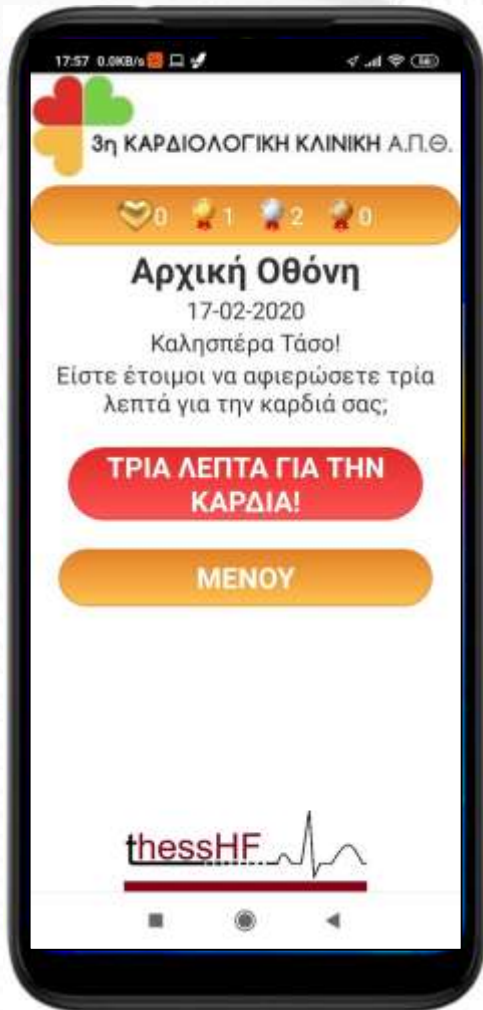 17:57 0.0KB/s
3η ΚΑΡΔΙΟΛΟΓΙΚΗ ΚΛΙΝΙΚΗ Α.Π.Θ.
0 1 2 0
Αρχική Οθόνη
17-02-2020
Καλησπέρα Τάσο!
Είστε έτοιμοι να αφιερώσετε τρία
λεπτά για την καρδιά σας;
ΤΡΙΑ ΛΕΠΤΑ ΓΙΑ ΤΗΝ
ΚΑΡΔΙΑ!
ΜΕΝΟΥ
thessHF